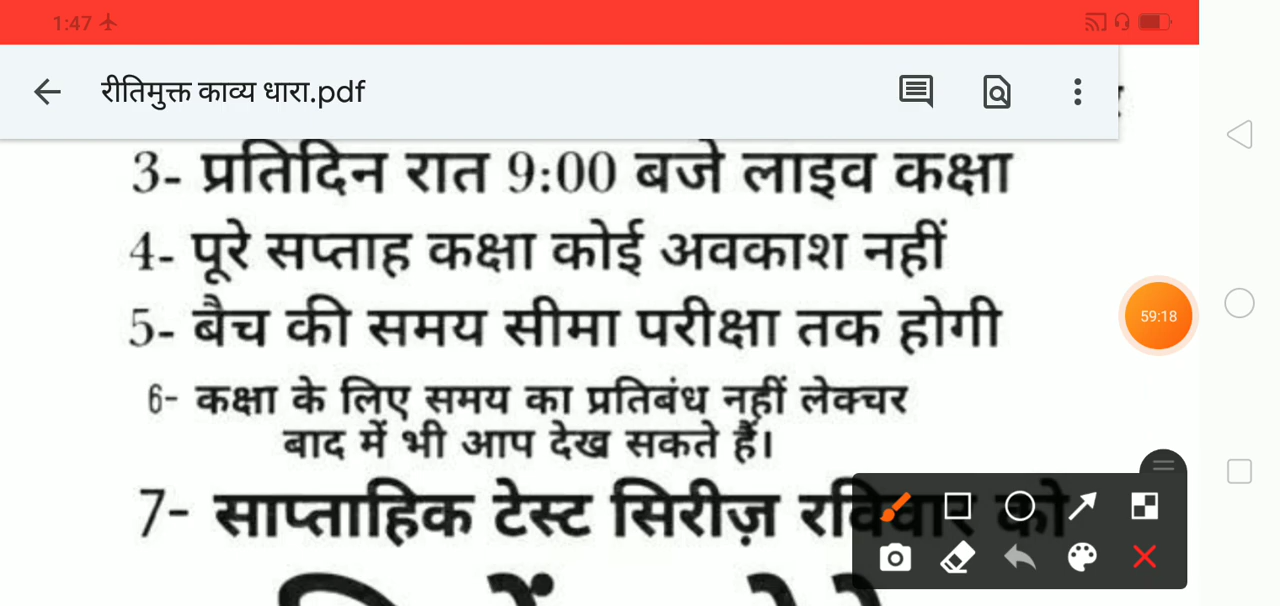 1:47
रीतिमुक्त काव्य धारा.pdf
3- प्रतिदिन रात 9:00 बजे लाइव कक्षा
4- पूरे सप्ताह कक्षा कोई अवकाश नहीं
5- बैच की समय सीमा परीक्षा तक होगी
59:18
6- कक्षा के लिए समय का प्रतिबंध नहीं लेक्चर
बाद में भी आप देख सकते हैं।
7- साप्ताहिक टेस्ट सिरीज़ रविवार को